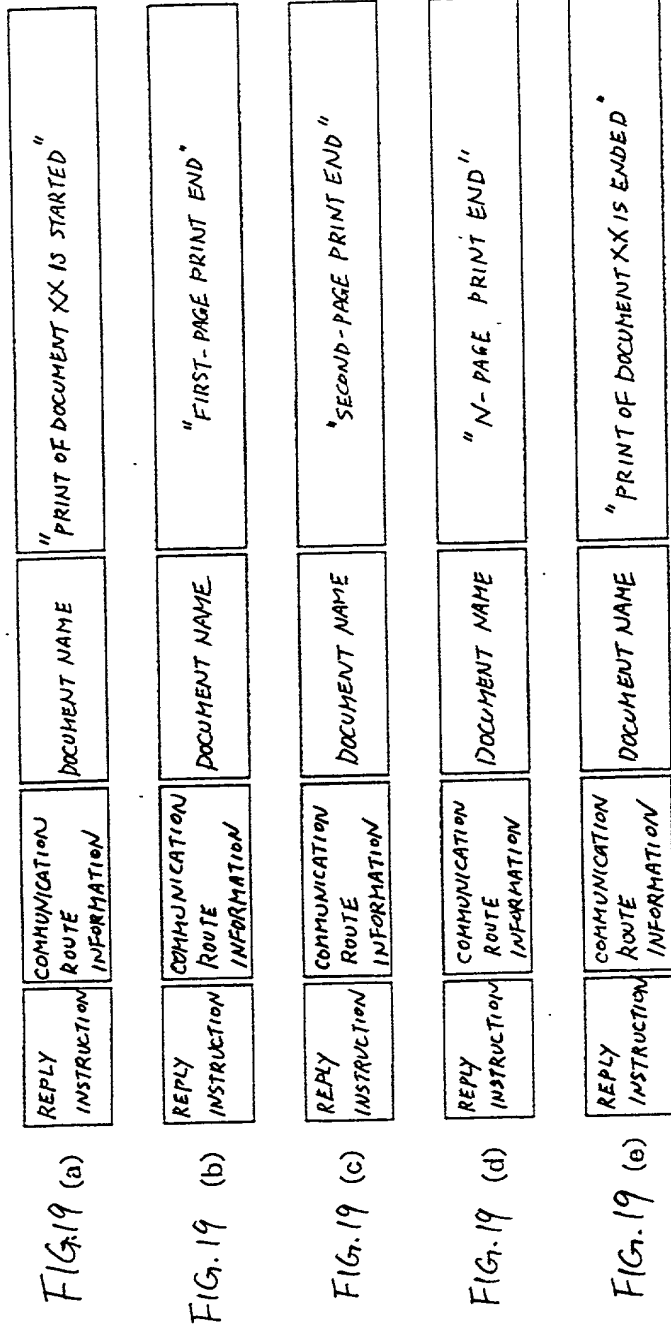 FIG.19 (a)
REPLY
INSTRUCTION
COMMUNICATION
ROUTE
INFORMATION
DOCUMENT NAME
"PRINT OF DOCUMENT XX IS STARTED"
FIG.19 (b)
REPLY
INSTRUCTION
COMMUNICATION
ROUTE
INFORMATION
DOCUMENT NAME
"FIRST-PAGE PRINT END"
FIG.19 (c)
REPLY
INSTRUCTION
COMMUNICATION
ROUTE
INFORMATION
DOCUMENT NAME
"SECOND-PAGE PRINT END"
FIG.19 (d)
REPLY
INSTRUCTION
COMMUNICATION
ROUTE
INFORMATION
DOCUMENT NAME
"N-PAGE PRINT END"
FIG.19 (e)
REPLY
INSTRUCTION
COMMUNICATION
ROUTE
INFORMATION
DOCUMENT NAME
"PRINT OF DOCUMENT XX IS ENDED"